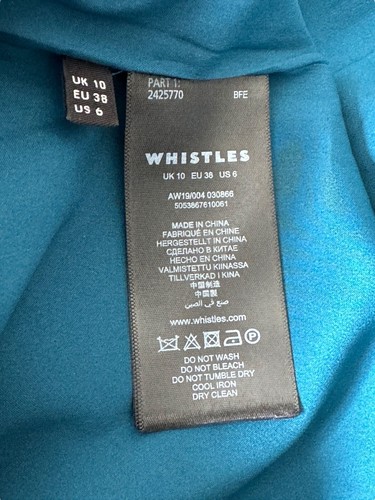 UK 10
EU 38
US 6
PART 1:
2425770 BFE
WHISTLES
UK 10 EU 38 US 6
AW19/004 030866
5053867610061
MADE IN CHINA
FABRIQUÉ EN CHINE
HERGESTELLT IN CHINA
СДЕЛАНО В КИТАЕ
HECHO EN CHINA
VALMISTETTU KIINASSA
TILLVERKAD I KINA
中国制造
中國製
صنع في الصين
www.whistles.com
P
DO NOT WASH
DO NOT BLEACH
DO NOT TUMBLE DRY
COOL IRON
DRY CLEAN